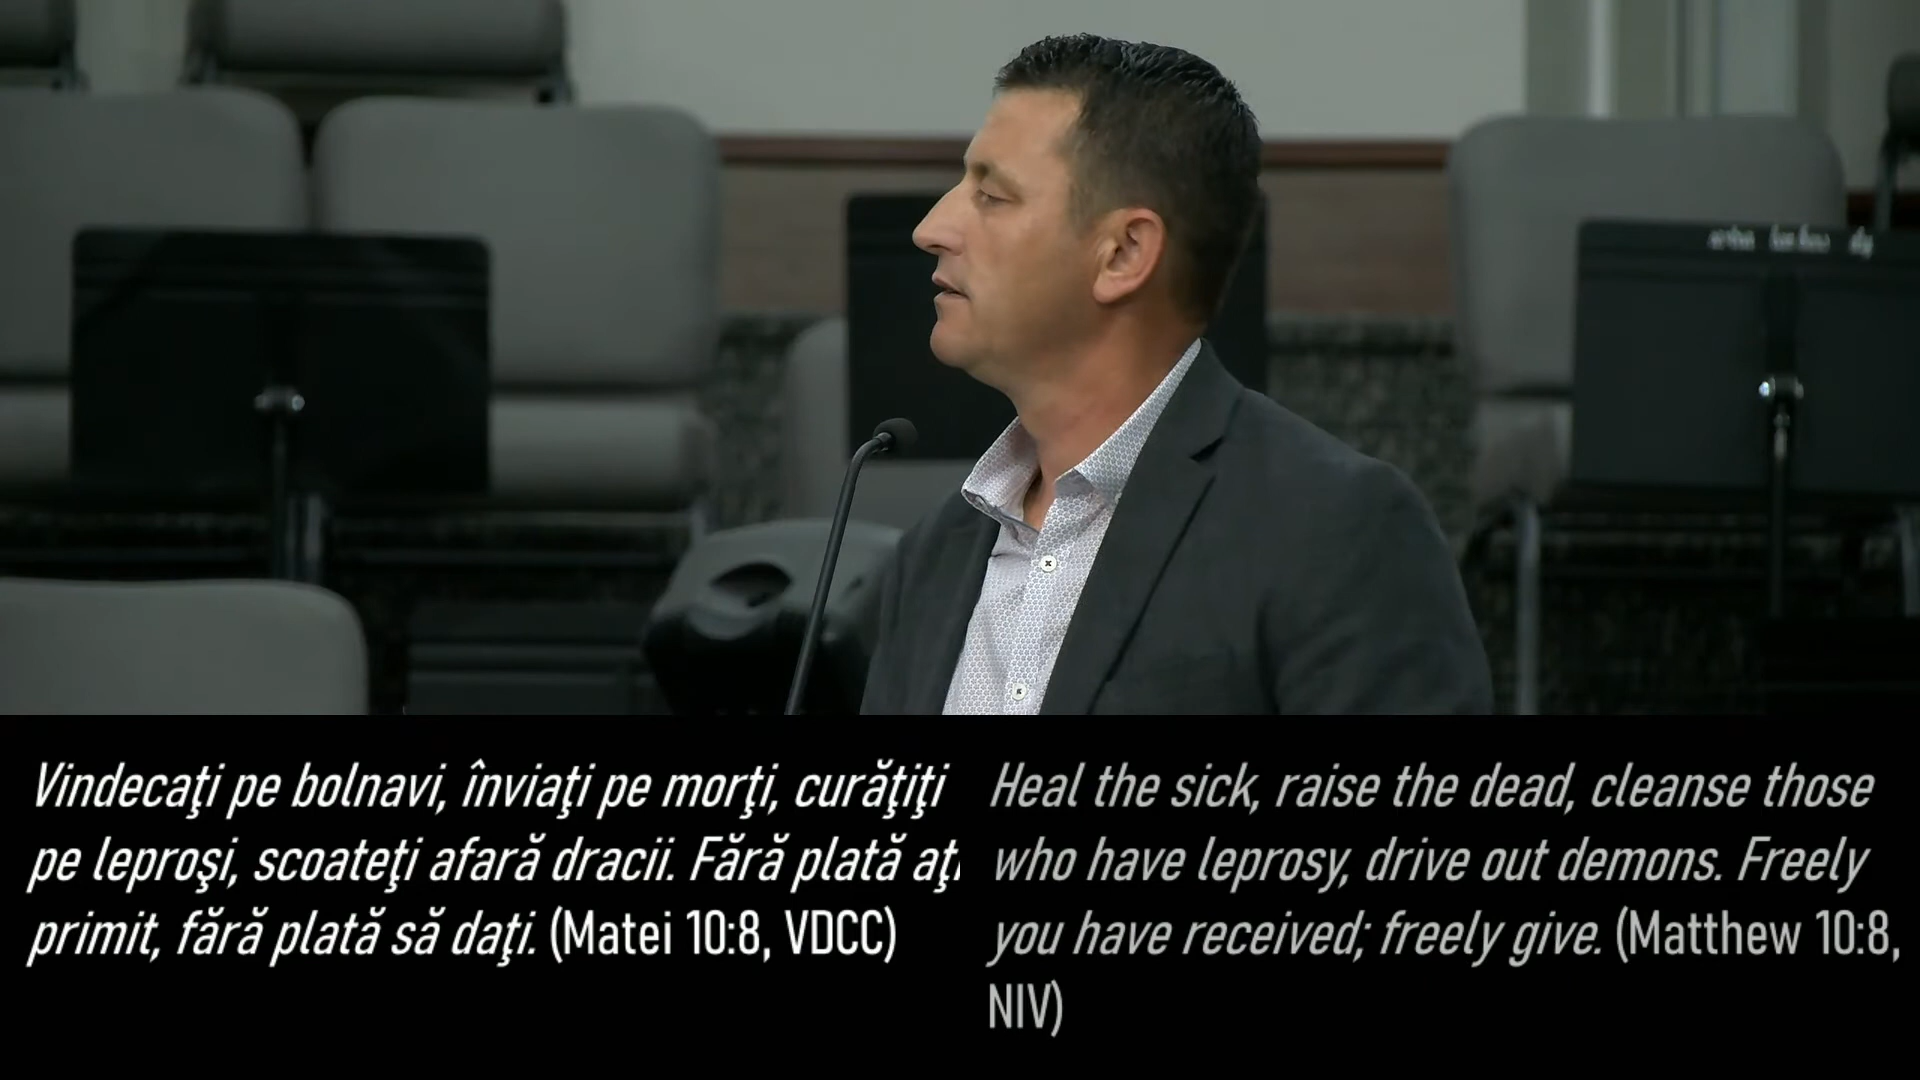 Vindecaţi pe bolnavi, înviaţi pe morţi, curăţiţi
pe leproşi, scoateţi afară dracii. Fără plată aţi
primit, fără plată să daţi. (Matei 10:8, VDCC)
Heal the sick, raise the dead, cleanse those
who have leprosy, drive out demons. Freely
you have received; freely give. (Matthew 10:8,
NIV)